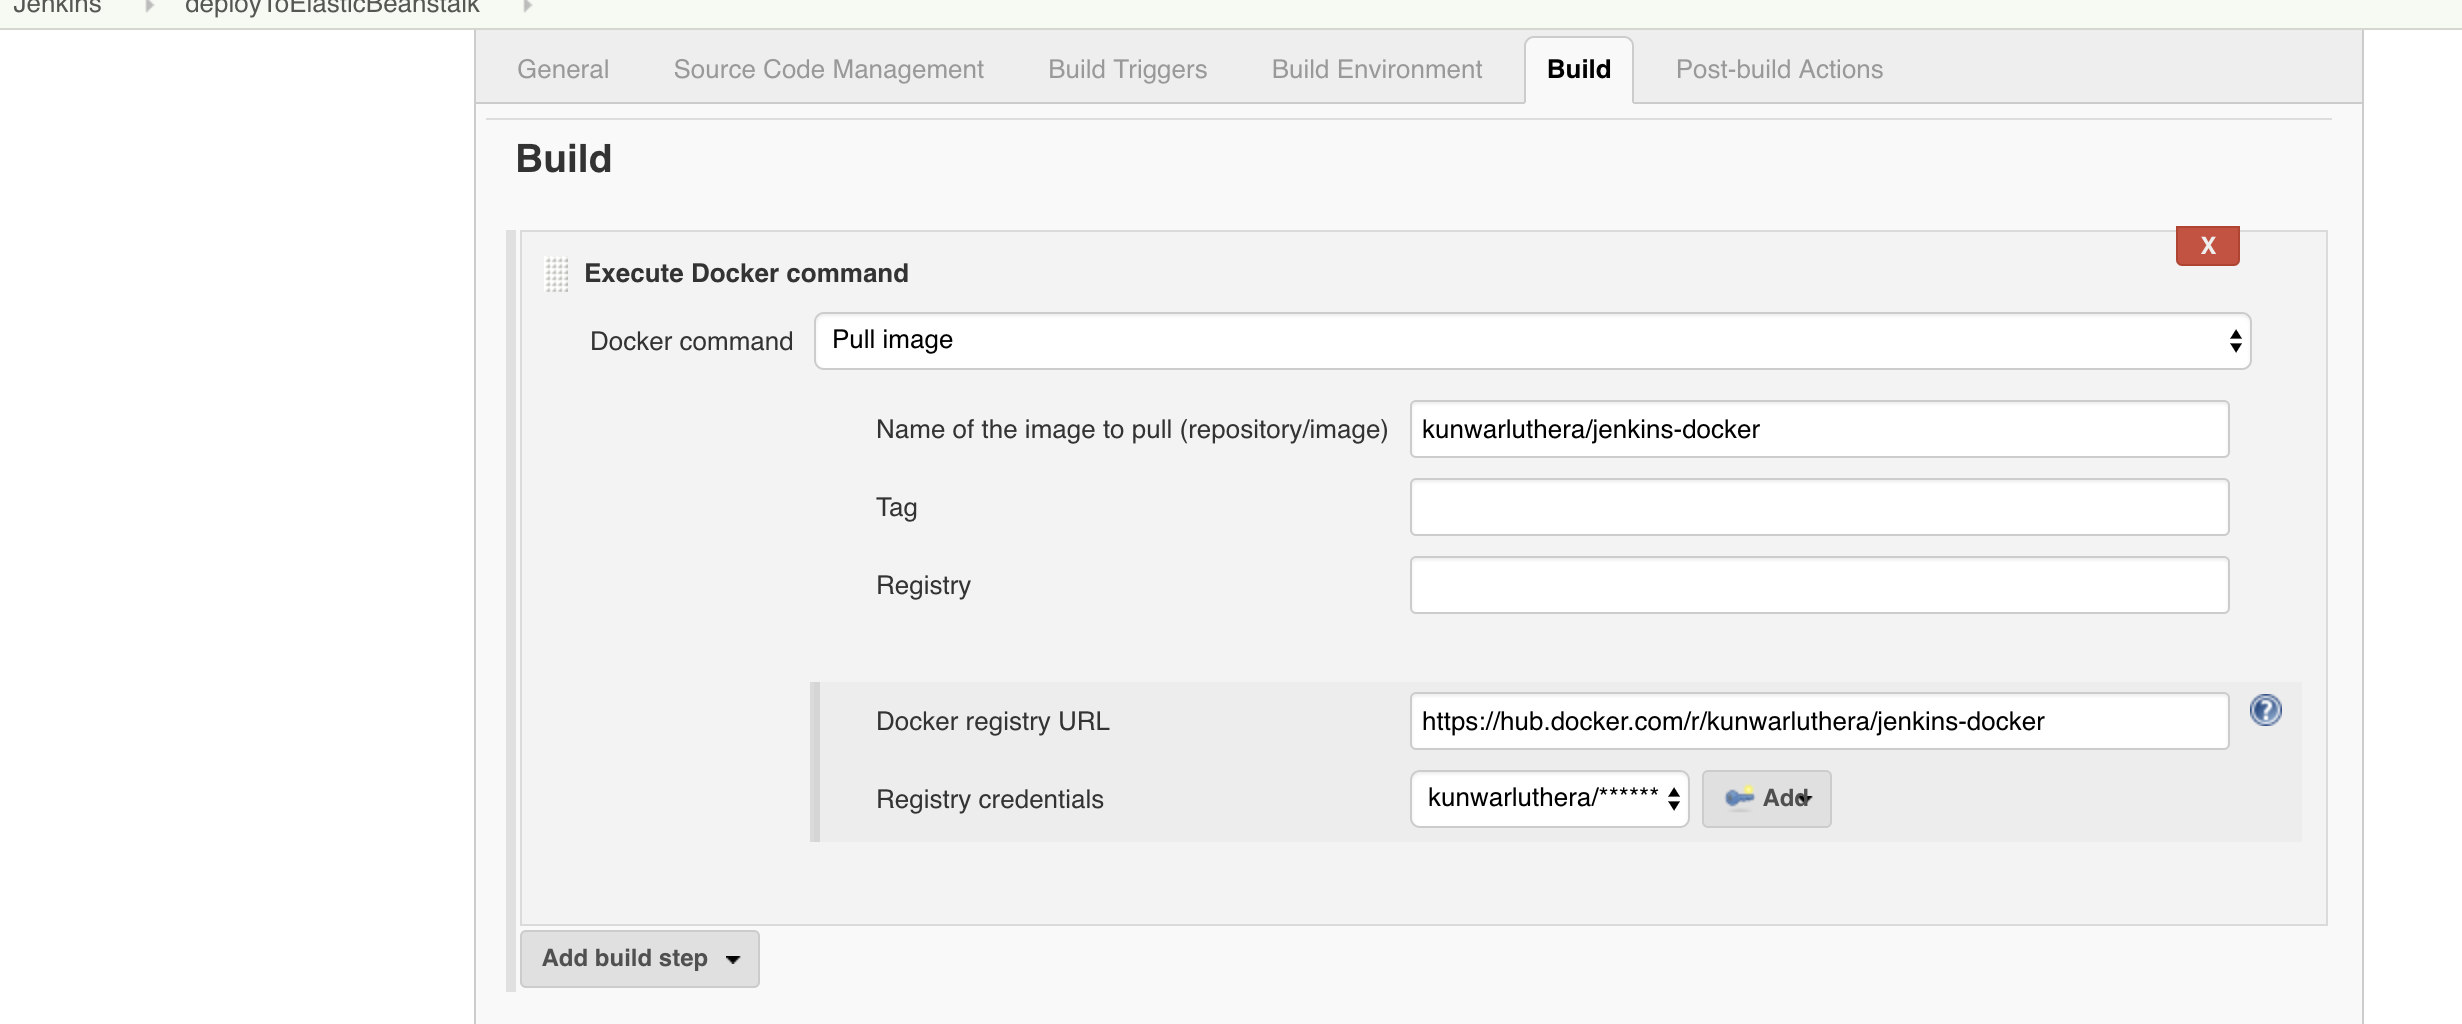 Jenkins deployToElasticBeanstalk
General Source Code Management Build Triggers Build Environment Build Post-build Actions
Build
X
Execute Docker command
Docker command Pull image
Name of the image to pull (repository/image) kunwarluthera/jenkins-docker
Tag
Registry
Docker registry URL https://hub.docker.com/r/kunwarluthera/jenkins-docker ?
Registry credentials kunwarluthera/****** Add
Add build step